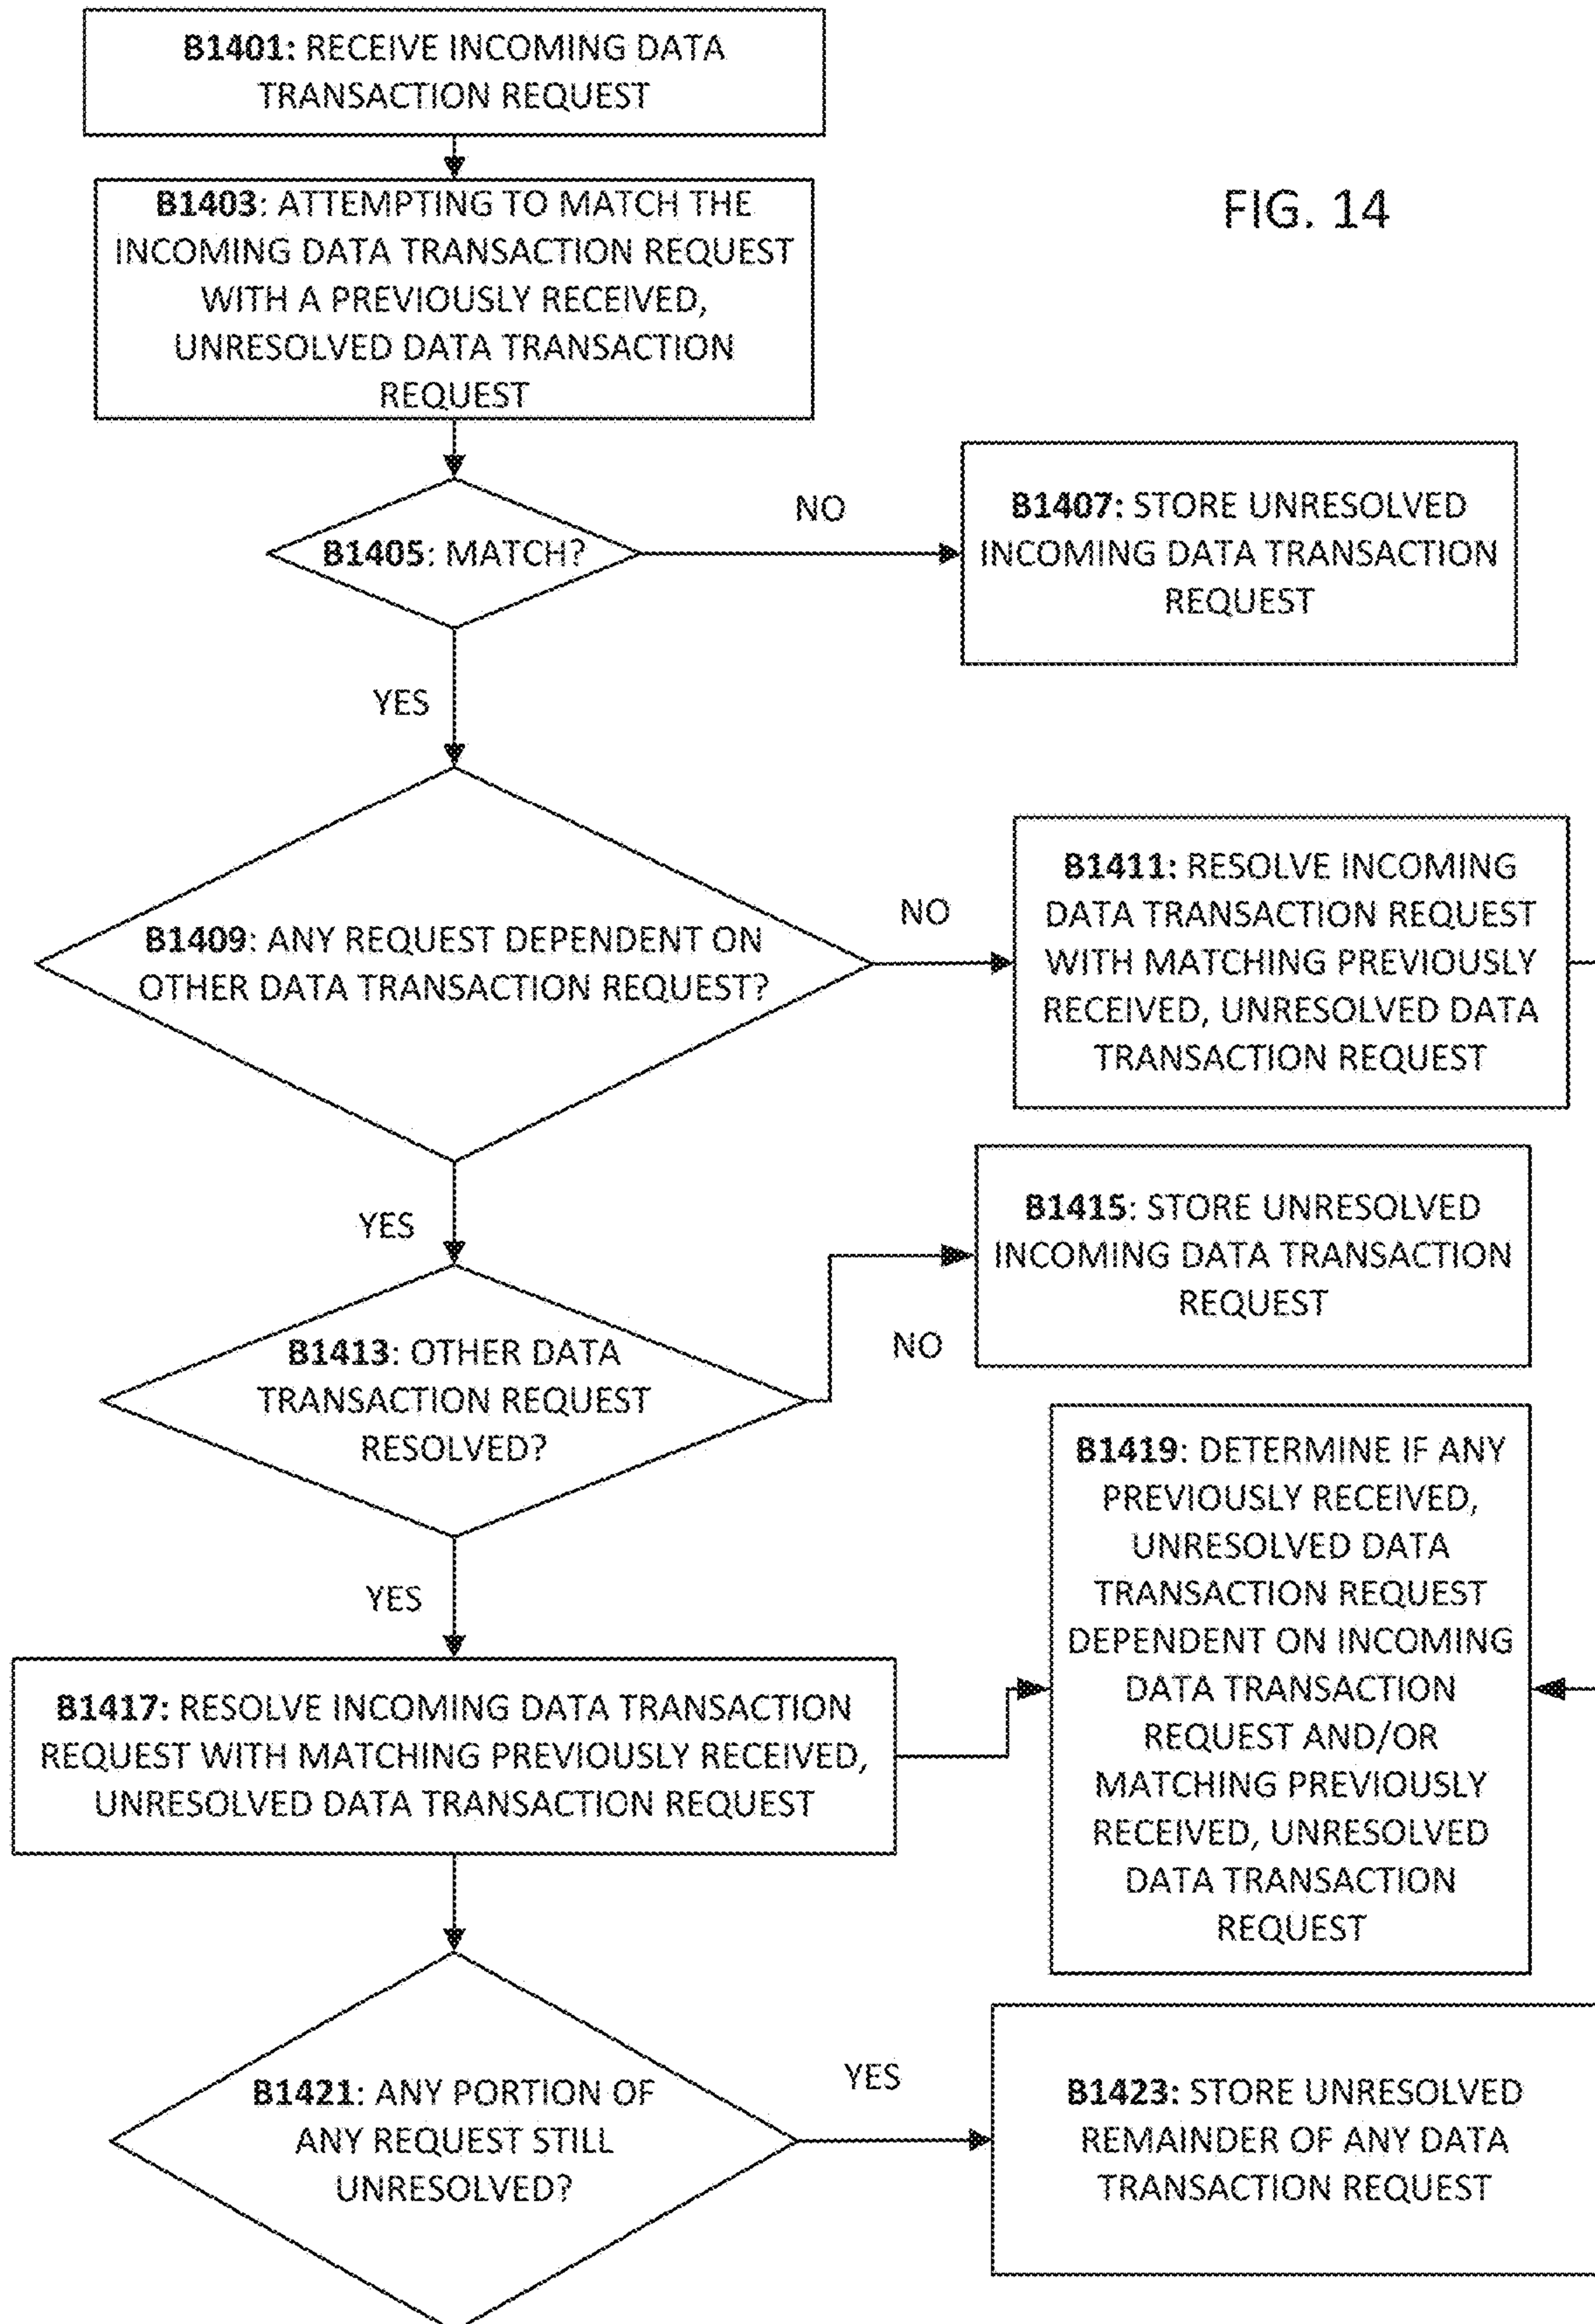 B1401: RECEIVE INCOMING DATA
TRANSACTION REQUEST
FIG. 14
B1403: ATTEMPTING TO MATCH THE
INCOMING DATA TRANSACTION REQUEST
WITH A PREVIOUSLY RECEIVED,
UNRESOLVED DATA TRANSACTION
REQUEST
B1405: MATCH?
NO
B1407: STORE UNRESOLVED
INCOMING DATA TRANSACTION
REQUEST
YES
B1409: ANY REQUEST DEPENDENT ON
OTHER DATA TRANSACTION REQUEST?
NO
B1411: RESOLVE INCOMING
DATA TRANSACTION REQUEST
WITH MATCHING PREVIOUSLY
RECEIVED, UNRESOLVED DATA
TRANSACTION REQUEST
YES
B1413: OTHER DATA
TRANSACTION REQUEST
RESOLVED?
NO
B1415: STORE UNRESOLVED
INCOMING DATA TRANSACTION
REQUEST
YES
B1417: RESOLVE INCOMING DATA TRANSACTION
REQUEST WITH MATCHING PREVIOUSLY RECEIVED,
UNRESOLVED DATA TRANSACTION REQUEST
B1419: DETERMINE IF ANY
PREVIOUSLY RECEIVED,
UNRESOLVED DATA
TRANSACTION REQUEST
DEPENDENT ON INCOMING
DATA TRANSACTION
REQUEST AND/OR
MATCHING PREVIOUSLY
RECEIVED, UNRESOLVED
DATA TRANSACTION
REQUEST
B1421: ANY PORTION OF
ANY REQUEST STILL
UNRESOLVED?
YES
B1423: STORE UNRESOLVED
REMAINDER OF ANY DATA
TRANSACTION REQUEST